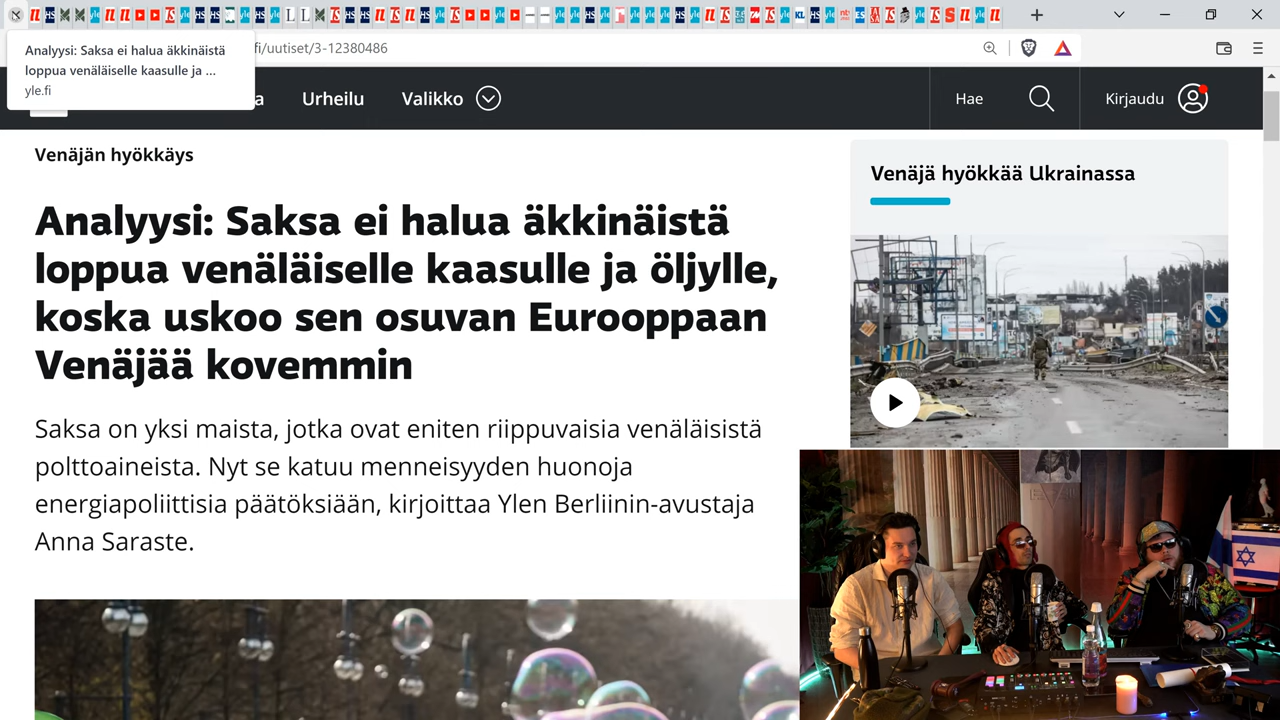 Analyysi: Saksa ei halua äkkinäistä
loppua venäläiselle kaasulle ja ...
yle.fi
fi/uutiset/3-12380486
a
Urheilu
Valikko
Hae
Kirjaudu
Venäjän hyökkäys
Analyysi: Saksa ei halua äkkinäistä
loppua venäläiselle kaasulle ja öljylle,
koska uskoo sen osuvan Eurooppaan
Venäjää kovemmin
Saksa on yksi maista, jotka ovat eniten riippuvaisia venäläisistä
polttoaineista. Nyt se katuu menneisyyden huonoja
energiapoliittisia päätöksiään, kirjoittaa Ylen Berliinin-avustaja
Anna Saraste.
Venäjä hyökkää Ukrainassa